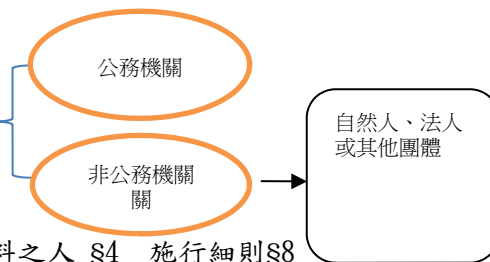 公務機關
自然人、法人
或其他團體
非公務機關
關
料之人 §4 施行細則§8